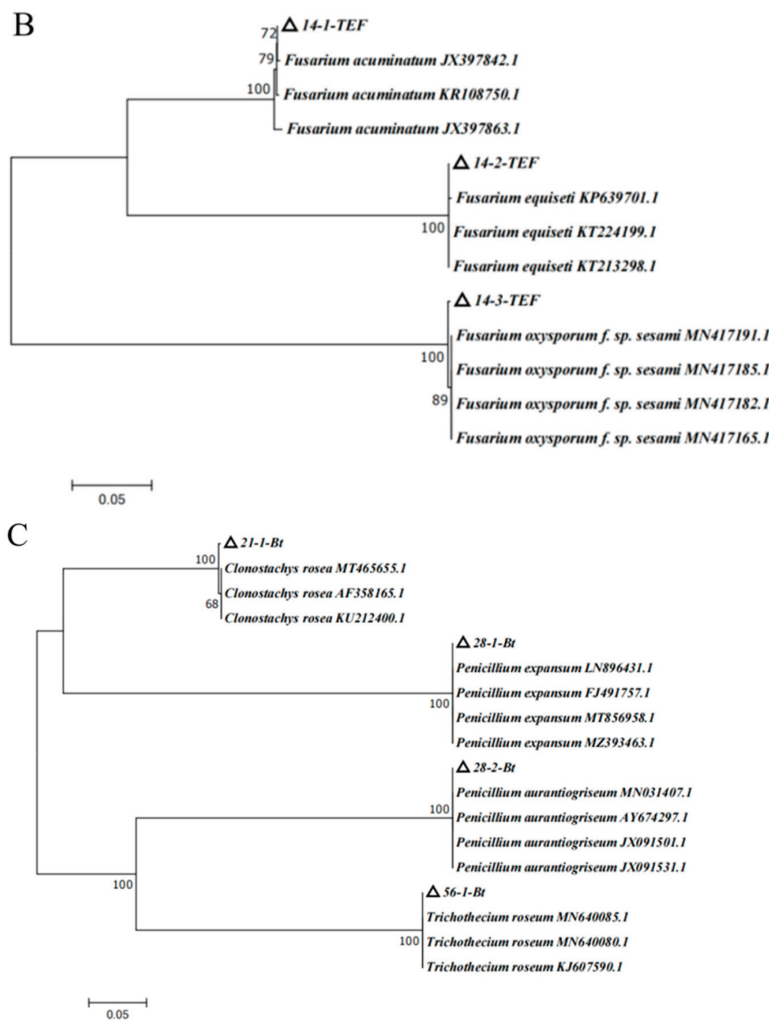 B
72
△ 14-1-TEF
79
Fusarium acuminatum JX397842.1
100
Fusarium acuminatum KR108750.1
Fusarium acuminatum JX397863.1
△ 14-2-TEF
Fusarium equiseti KP639701.1
100
Fusarium equiseti KT224199.1
Fusarium equiseti KT213298.1
△ 14-3-TEF
Fusarium oxysporum f. sp. sesami MN417191.1
100
Fusarium oxysporum f. sp. sesami MN417185.1
Fusarium oxysporum f. sp. sesami MN417182.1
89
Fusarium oxysporum f. sp. sesami MN417165.1
0.05
C
△ 21-1-Bt
100
Clonostachys rosea MT465655.1
Clonostachys rosea AF358165.1
68
Clonostachys rosea KU212400.1
△ 28-1-Bt
Penicillium expansum LN896431.1
Penicillium expansum FJ491757.1
100
Penicillium expansum MT856958.1
Penicillium expansum MZ393463.1
△ 28-2-Bt
Penicillium aurantiogriseum MN031407.1
100
Penicillium aurantiogriseum AY674297.1
Penicillium aurantiogriseum JX091501.1
Penicillium aurantiogriseum JX091531.1
100
△ 56-1-Bt
Trichothecium roseum MN640085.1
100
Trichothecium roseum MN640080.1
Trichothecium roseum KJ607590.1
0.05